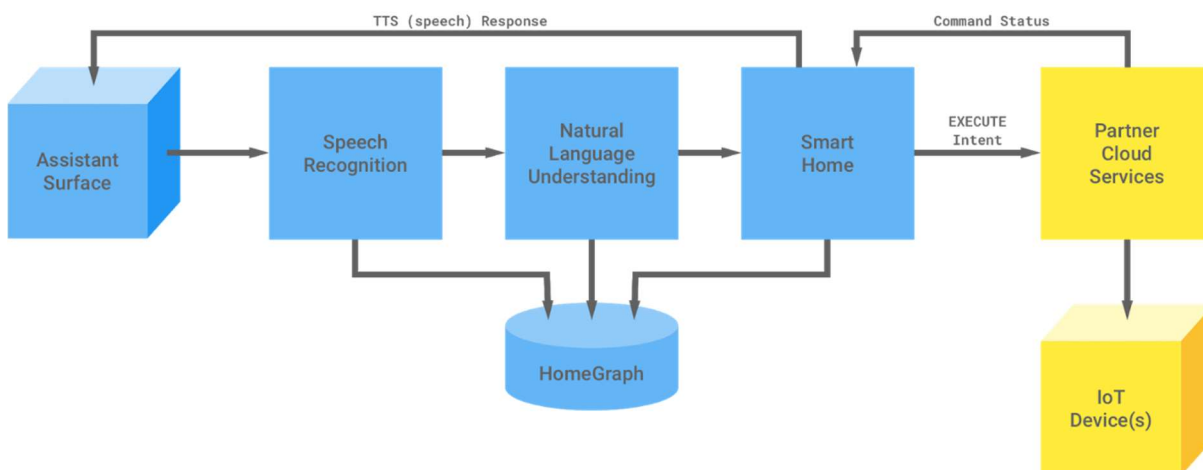 TTS (speech) Response
Command Status
Assistant
Surface
Speech
Recognition
Natural
Language
Understanding
Smart
Home
EXECUTE
Intent
Partner
Cloud
Services
HomeGraph
IoT
Device(s)